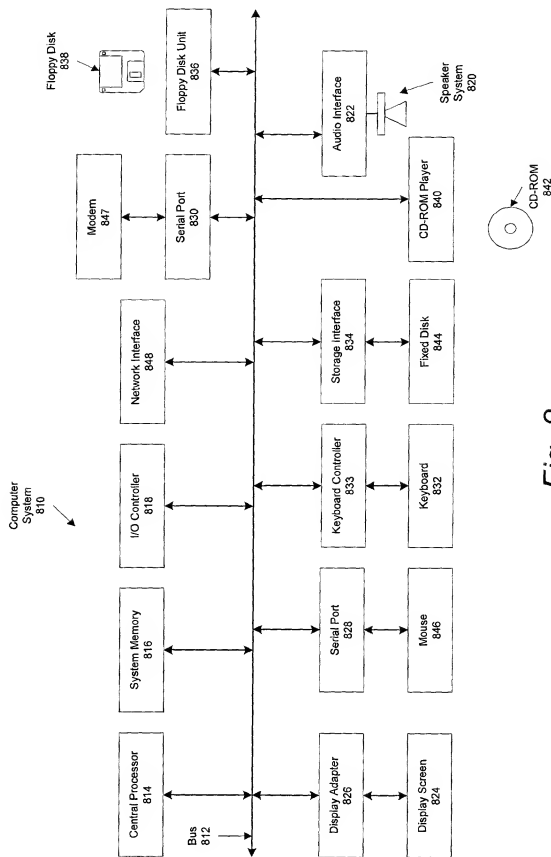 Computer
System
810
Floppy Disk
838
Modem
847
Central Processor
814
System Memory
816
I/O Controller
818
Network Interface
848
Serial Port
830
Floppy Disk Unit
836
Bus
812
Display Adapter
826
Serial Port
828
Keyboard Controller
833
Storage Interface
834
Audio Interface
822
Display Screen
824
Mouse
846
Keyboard
832
Fixed Disk
844
CD-ROM Player
840
Speaker
System
820
CD-ROM
842
Fig.